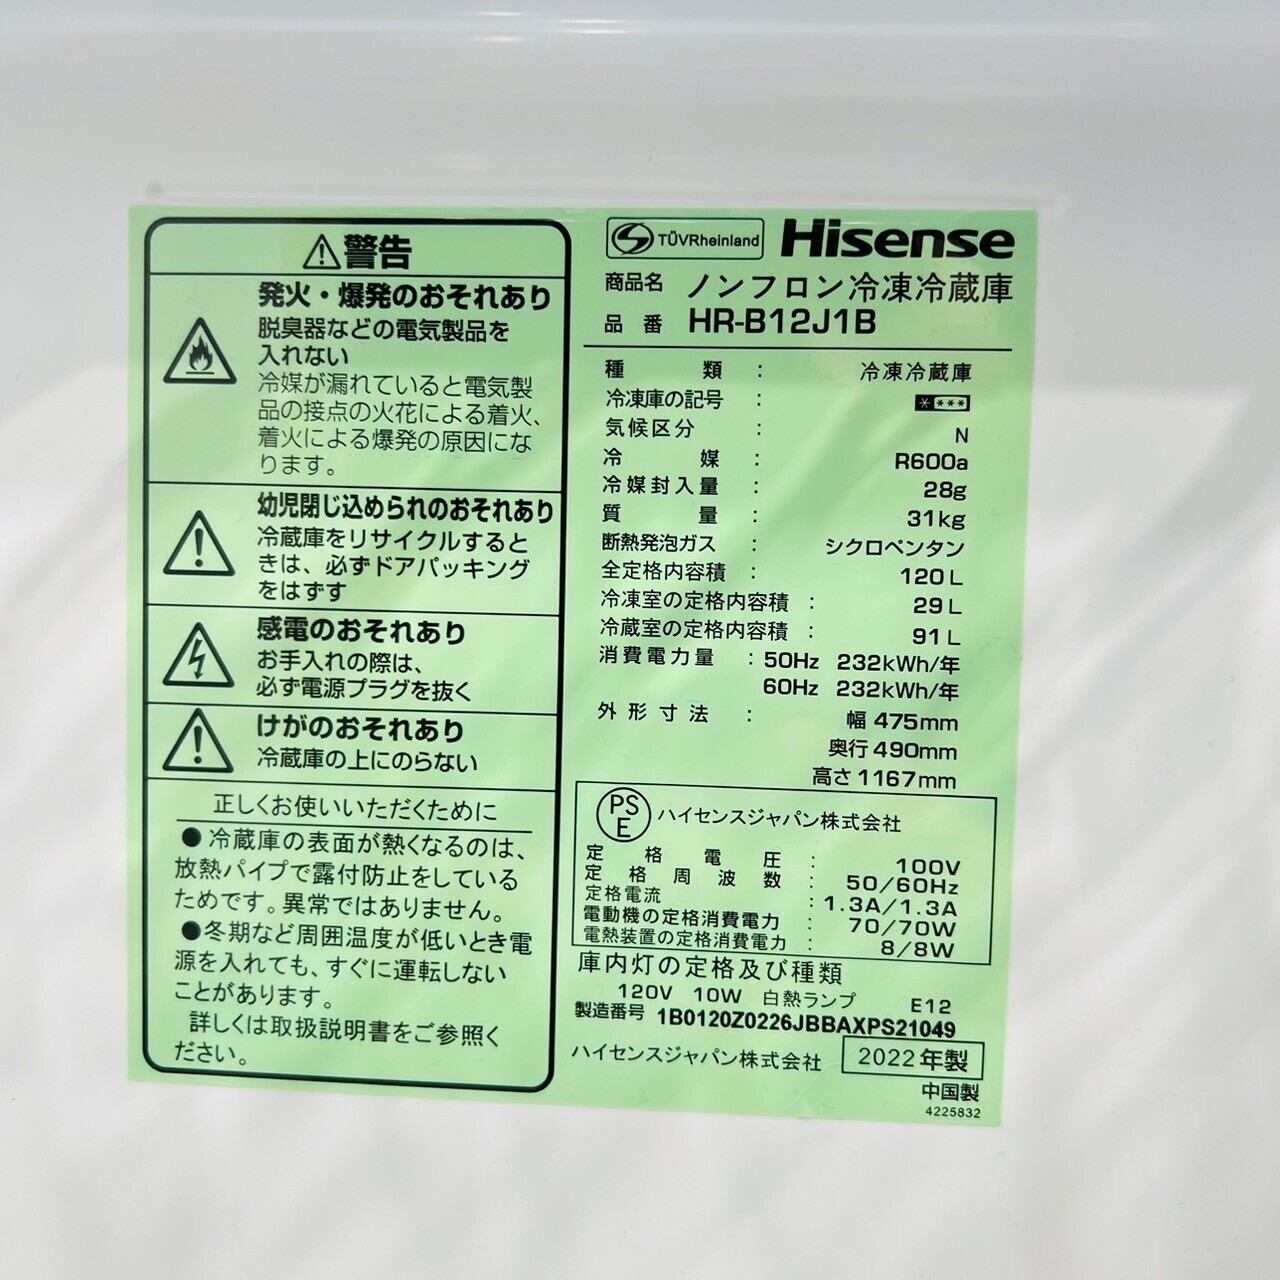 ⚠警告
発火・爆発のおそれあり
脱臭器などの電気製品を
入れない
冷媒が漏れていると電気製
品の接点の火花による着火、
着火による爆発の原因にな
ります。
幼児閉じ込められのおそれあり
冷蔵庫をリサイクルすると
きは、必ずドアパッキング
をはずす
感電のおそれあり
お手入れの際は、
必ず電源プラグを抜く
けがのおそれあり
冷蔵庫の上にのらない
正しくお使いいただくために
●冷蔵庫の表面が熱くなるのは、
放熱パイプで露付防止をしている
ためです。異常ではありません。
●冬期など周囲温度が低いとき電
源を入れても、すぐに運転しない
ことがあります。
詳しくは取扱説明書をご参照く
ださい。
TÜVRheinland Hisense
商品名 ノンフロン冷凍冷蔵庫
品番 HR-B12J1B
種類 : 冷凍冷蔵庫
冷凍庫の記号 : ****
気候区分 : N
冷媒 : R600a
冷媒封入量 : 28g
質量 : 31kg
断熱発泡ガス : シクロペンタン
全定格内容積 : 120L
冷凍室の定格内容積 : 29L
冷蔵室の定格内容積 : 91L
消費電力量 : 50Hz 232kWh/年
60Hz 232kWh/年
外形寸法 : 幅 475mm
奥行 490mm
高さ 1167mm
PSE ハイセンスジャパン株式会社
定格電圧 : 100V
定格周波数 : 50/60Hz
定格電流 : 1.3A/1.3A
電動機の定格消費電力 : 70/70W
電熱装置の定格消費電力 : 8/8W
庫内灯の定格及び種類
120V 10W 白熱ランプ E12
製造番号 1B0120Z0226JBBAXPS21049
ハイセンスジャパン株式会社 2022年製
中国製
4225832